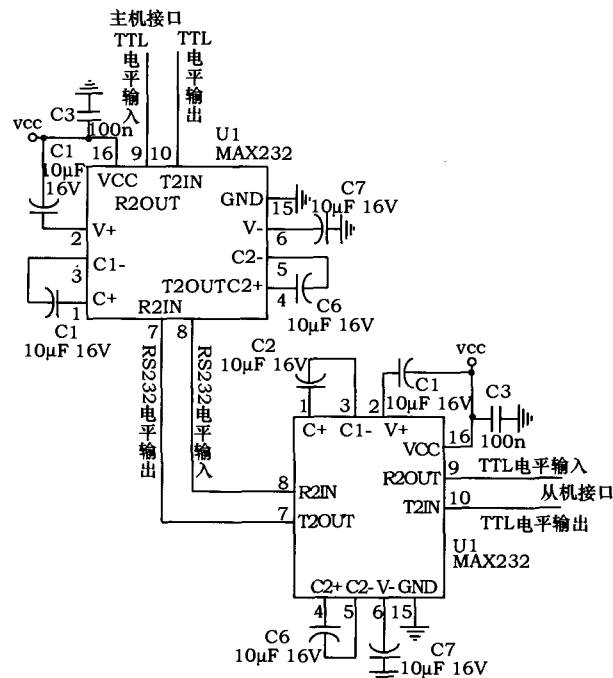 主机接口
TTL TTL
电平输入
电平输出
C3
100n
vcc
C1
10μF
16V
16 9 10
U1
MAX232
VCC T2IN
R2OUT
GND
15
C7
10μF 16V
V+
2
V-
6
C1-
3
C2-
5
T2OUT C2+
4
C+
1
R2IN
C6
10μF 16V
C1
10μF 16V
7 8
RS232电平输出
RS232电平输入
C2
10μF 16V
vcc
C1
10μF 16V
C3
100n
1 3 2
C+ C1- V+
16
VCC
9
R2OUT
TTL电平输入
从机接口
8
R2IN
10
T2IN
TTL电平输出
7
T2OUT
U1
MAX232
C2+ C2- V- GND
4 5 6 15
C6
10μF 16V
C7
10μF 16V